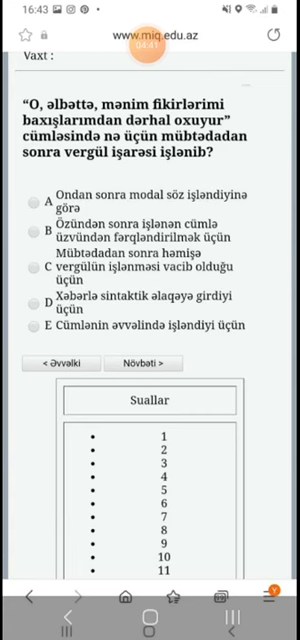 16:43
www.miq.edu.az
04:41
Vaxt :
“O, əlbəttə, mənim fikirlərimi
baxışlarımdan dərhal oxuyur”
cümləsində nə üçün mübtədadan
sonra vergül işarəsi işlənib?
A Ondan sonra modal söz işləndiyinə
görə
B Özündən sonra işlənən cümlə
üzvündən fərqləndirilmək üçün
C Mübtədadan sonra həmişə
vergülün işlənməsi vacib olduğu
üçün
D Xəbərlə sintaktik əlaqəyə girdiyi
üçün
E Cümlənin əvvəlində işləndiyi üçün
< Əvvəlki Növbəti >
Suallar
1
2
3
4
5
6
7
8
9
10
11